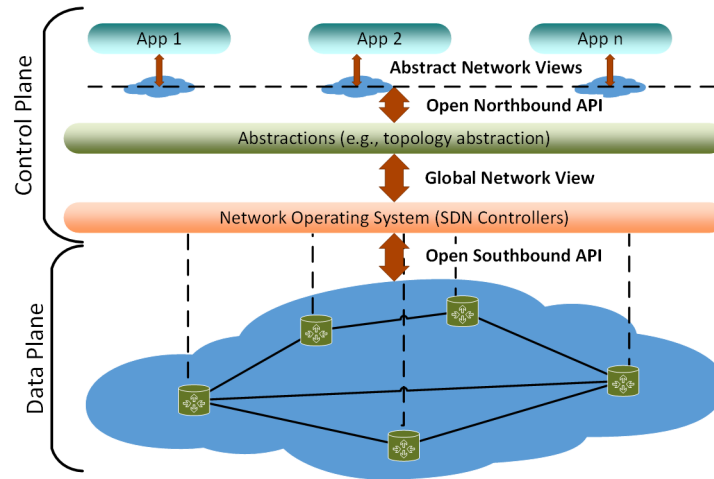 App 1
App 2
App n
Abstract Network Views
Open Northbound API
Abstractions (e.g., topology abstraction)
Global Network View
Network Operating System (SDN Controllers)
Open Southbound API
Control Plane
Data Plane